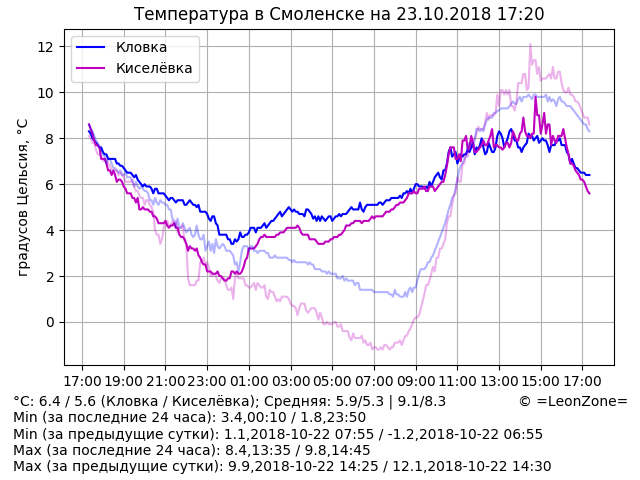 Температура в Смоленске на 23.10.2018 17:20
Кловка
Киселёвка
градусов Цельсия, °C
12
10
8
6
4
2
0
17:00 19:00 21:00 23:00 01:00 03:00 05:00 07:00 09:00 11:00 13:00 15:00 17:00
°C: 6.4 / 5.6 (Кловка / Киселёвка); Средняя: 5.9/5.3 | 9.1/8.3 © =LeonZone=
Min (за последние 24 часа): 3.4,00:10 / 1.8,23:50
Min (за предыдущие сутки): 1.1,2018-10-22 07:55 / -1.2,2018-10-22 06:55
Max (за последние 24 часа): 8.4,13:35 / 9.8,14:45
Max (за предыдущие сутки): 9.9,2018-10-22 14:25 / 12.1,2018-10-22 14:30